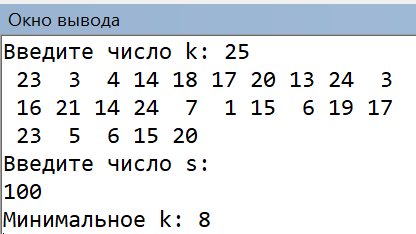 Окно вывода
Введите число k: 25
23 3 4 14 18 17 20 13 24 3
16 21 14 24 7 1 15 6 19 17
23 5 6 15 20
Введите число s:
100
Минимальное k: 8